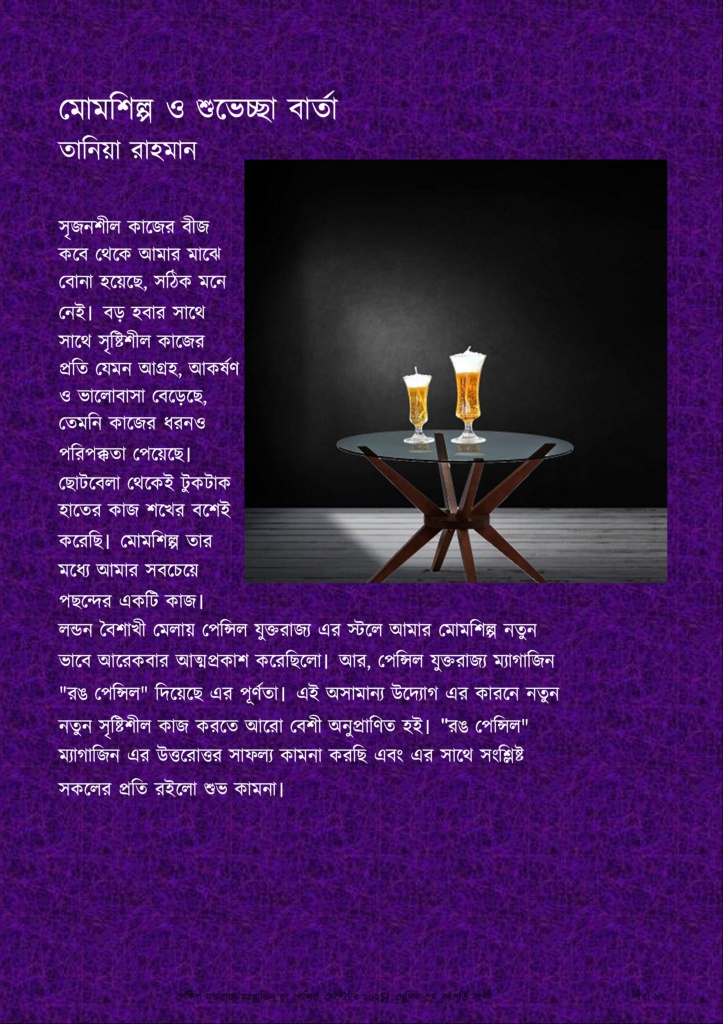 মোমশিল্প ও শুভেচ্ছা বার্তা
তানিয়া রাহমান
সৃজনশীল কাজের বীজ
কবে থেকে আমার মাঝে
বোনা হয়েছে, সঠিক মনে
নেই। বড় হবার সাথে
সাথে সৃষ্টিশীল কাজের
প্রতি যেমন আগ্রহ, আকর্ষণ
ও ভালোবাসা বেড়েছে,
তেমনি কাজের ধরনও
পরিপক্কতা পেয়েছে।
ছোটবেলা থেকেই টুকটাক
হাতের কাজ শখের বশেই
করেছি। মোমশিল্প তার
মধ্যে আমার সবচেয়ে
পছন্দের একটি কাজ।
লন্ডন বৈশাখী মেলায় পেন্সিল যুক্তরাজ্য এর স্টলে আমার মোমশিল্প নতুন
ভাবে আরেকবার আত্মপ্রকাশ করেছিলো। আর, পেন্সিল যুক্তরাজ্য ম্যাগাজিন
"রঙ পেন্সিল" দিয়েছে এর পূর্ণতা। এই অসামান্য উদ্যোগ এর কারনে নতুন
নতুন সৃষ্টিশীল কাজ করতে আরো বেশী অনুপ্রাণিত হই। "রঙ পেন্সিল"
ম্যাগাজিন এর উত্তরোত্তর সাফল্য কামনা করছি এবং এর সাথে সংশ্লিষ্ট
সকলের প্রতি রইলো শুভ কামনা।